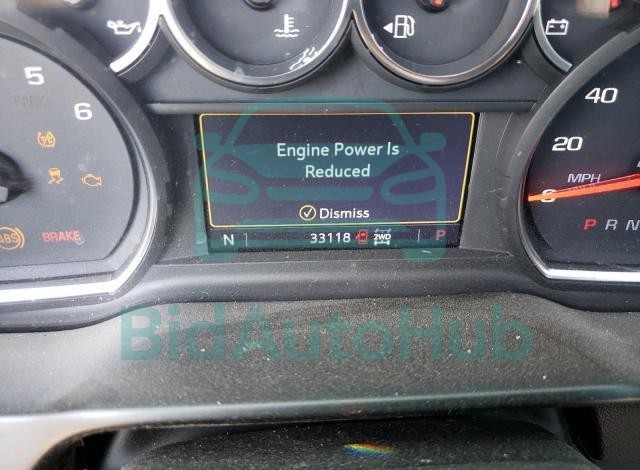 5
6
Engine Power Is
Reduced
Dismiss
N 33118 2WD P
ABS
BRAKE
40
20
MPH
P R N
BidAutoHub